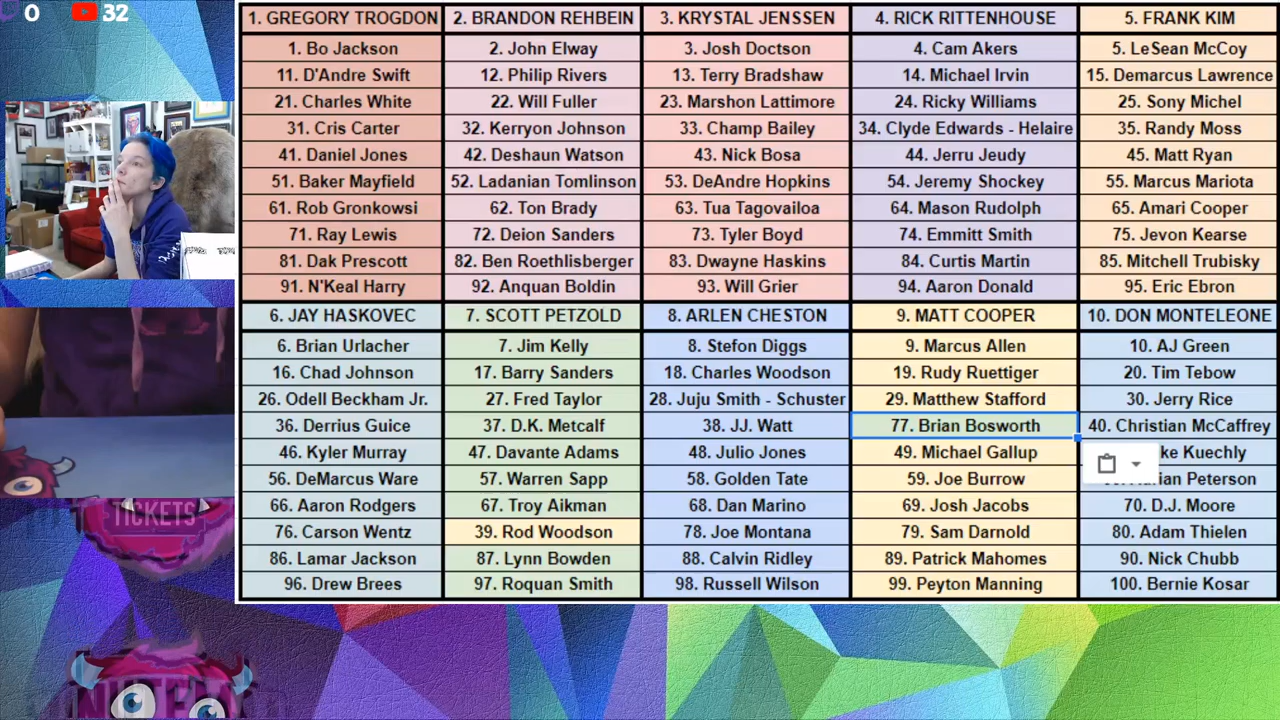 0 32
1. GREGORY TROGDON 2. BRANDON REHBEIN 3. KRYSTAL JENSSEN 4. RICK RITTENHOUSE 5. FRANK KIM
1. Bo Jackson 2. John Elway 3. Josh Doctson 4. Cam Akers 5. LeSean McCoy
11. D'Andre Swift 12. Philip Rivers 13. Terry Bradshaw 14. Michael Irvin 15. Demarcus Lawrence
21. Charles White 22. Will Fuller 23. Marshon Lattimore 24. Ricky Williams 25. Sony Michel
31. Cris Carter 32. Kerryon Johnson 33. Champ Bailey 34. Clyde Edwards - Helaire 35. Randy Moss
41. Daniel Jones 42. Deshaun Watson 43. Nick Bosa 44. Jerru Jeudy 45. Matt Ryan
51. Baker Mayfield 52. Ladanian Tomlinson 53. DeAndre Hopkins 54. Jeremy Shockey 55. Marcus Mariota
61. Rob Gronkowsi 62. Ton Brady 63. Tua Tagovailoa 64. Mason Rudolph 65. Amari Cooper
71. Ray Lewis 72. Deion Sanders 73. Tyler Boyd 74. Emmitt Smith 75. Jevon Kearse
81. Dak Prescott 82. Ben Roethlisberger 83. Dwayne Haskins 84. Curtis Martin 85. Mitchell Trubisky
91. N'Keal Harry 92. Anquan Boldin 93. Will Grier 94. Aaron Donald 95. Eric Ebron
6. JAY HASKOVEC 7. SCOTT PETZOLD 8. ARLEN CHESTON 9. MATT COOPER 10. DON MONTELEONE
6. Brian Urlacher 7. Jim Kelly 8. Stefon Diggs 9. Marcus Allen 10. AJ Green
16. Chad Johnson 17. Barry Sanders 18. Charles Woodson 19. Rudy Ruettiger 20. Tim Tebow
26. Odell Beckham Jr. 27. Fred Taylor 28. Juju Smith - Schuster 29. Matthew Stafford 30. Jerry Rice
36. Derrius Guice 37. D.K. Metcalf 38. JJ. Watt 77. Brian Bosworth 40. Christian McCaffrey
46. Kyler Murray 47. Davante Adams 48. Julio Jones 49. Michael Gallup ke Kuechly
56. DeMarcus Ware 57. Warren Sapp 58. Golden Tate 59. Joe Burrow Peterson
66. Aaron Rodgers 67. Troy Aikman 68. Dan Marino 69. Josh Jacobs 70. D.J. Moore
76. Carson Wentz 39. Rod Woodson 78. Joe Montana 79. Sam Darnold 80. Adam Thielen
86. Lamar Jackson 87. Lynn Bowden 88. Calvin Ridley 89. Patrick Mahomes 90. Nick Chubb
96. Drew Brees 97. Roquan Smith 98. Russell Wilson 99. Peyton Manning 100. Bernie Kosar
TICKETS